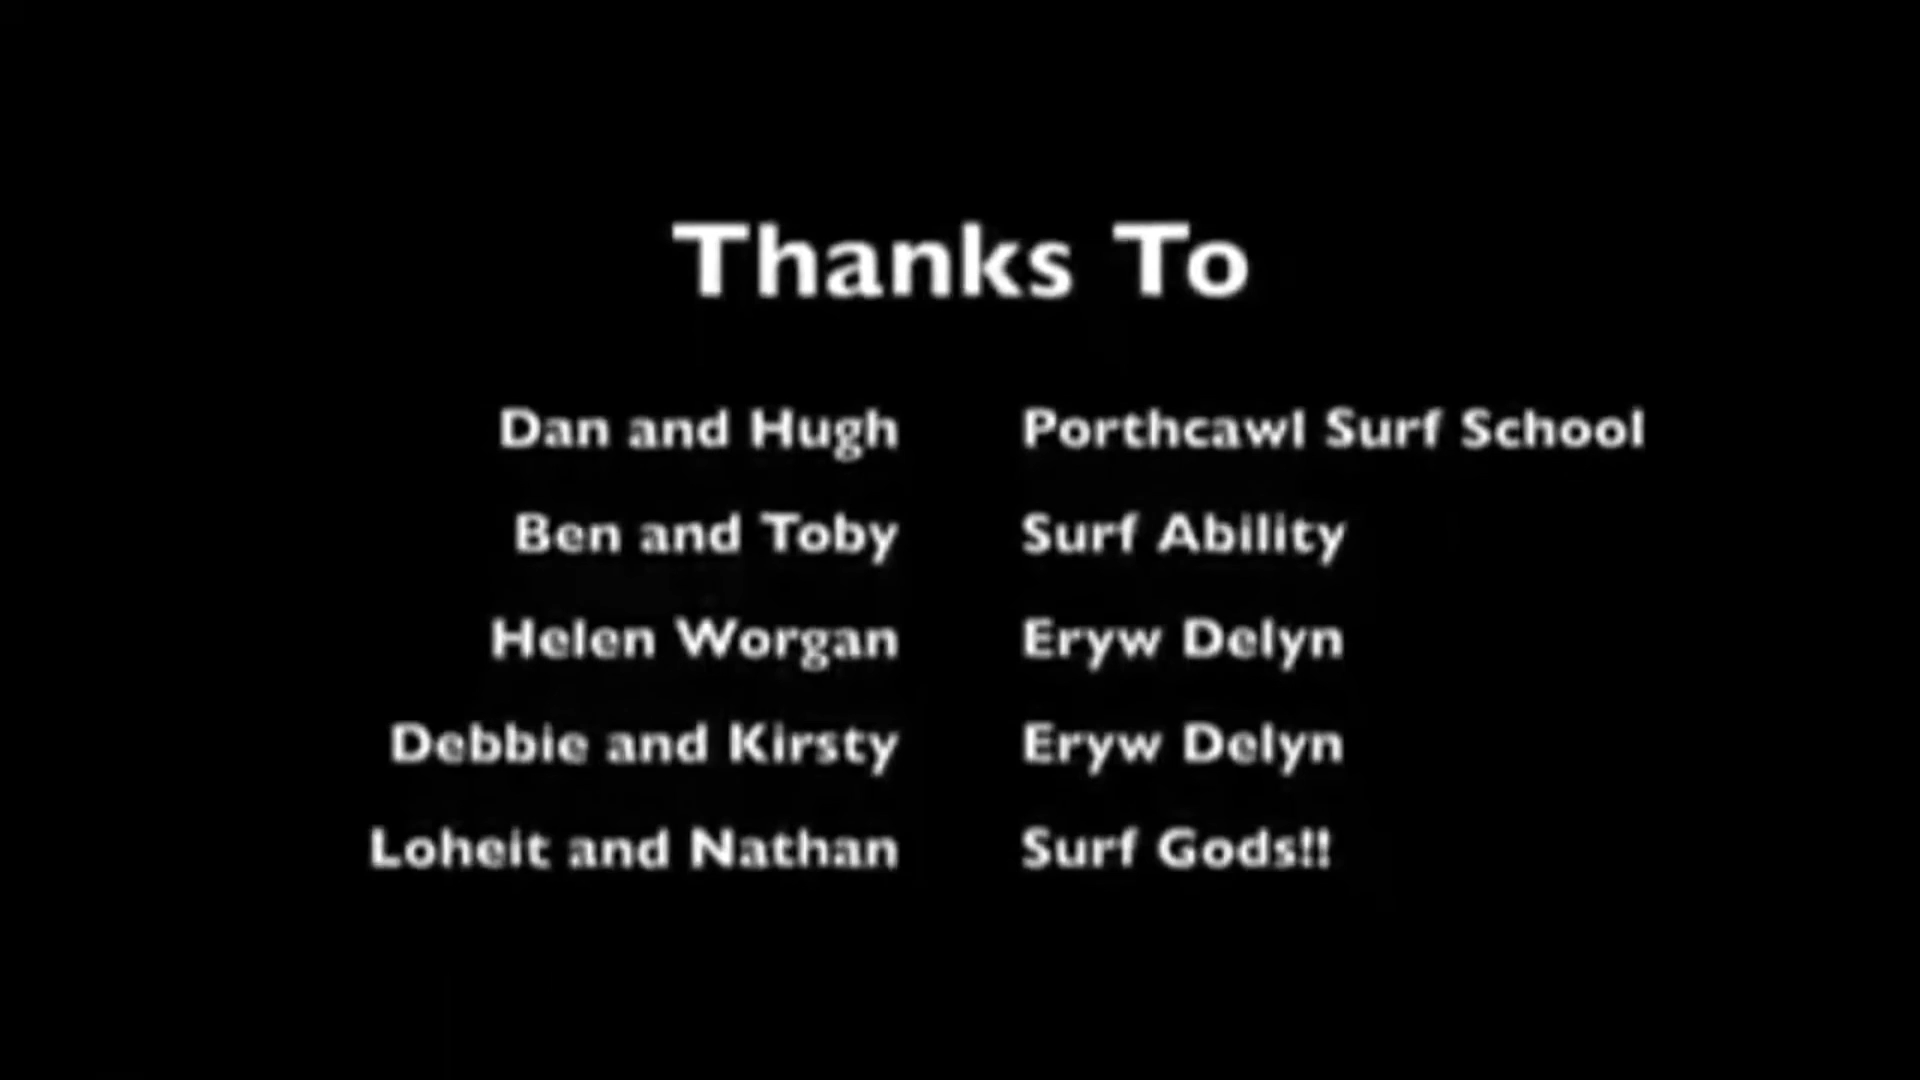 Thanks To
Dan and Hugh Porthcawl Surf School
Ben and Toby Surf Ability
Helen Worgan Eryw Delyn
Debbie and Kirsty Eryw Delyn
Loheit and Nathan Surf Gods!!